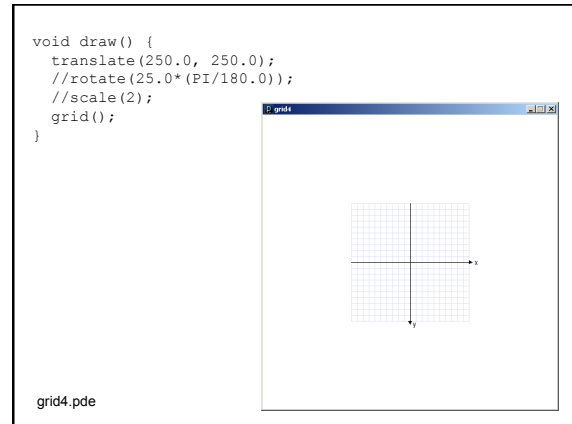 void draw() {
  translate(250.0, 250.0);
  //rotate(25.0*(PI/180.0));
  //scale(2);
  grid();
}
grid4
x
y
grid4.pde